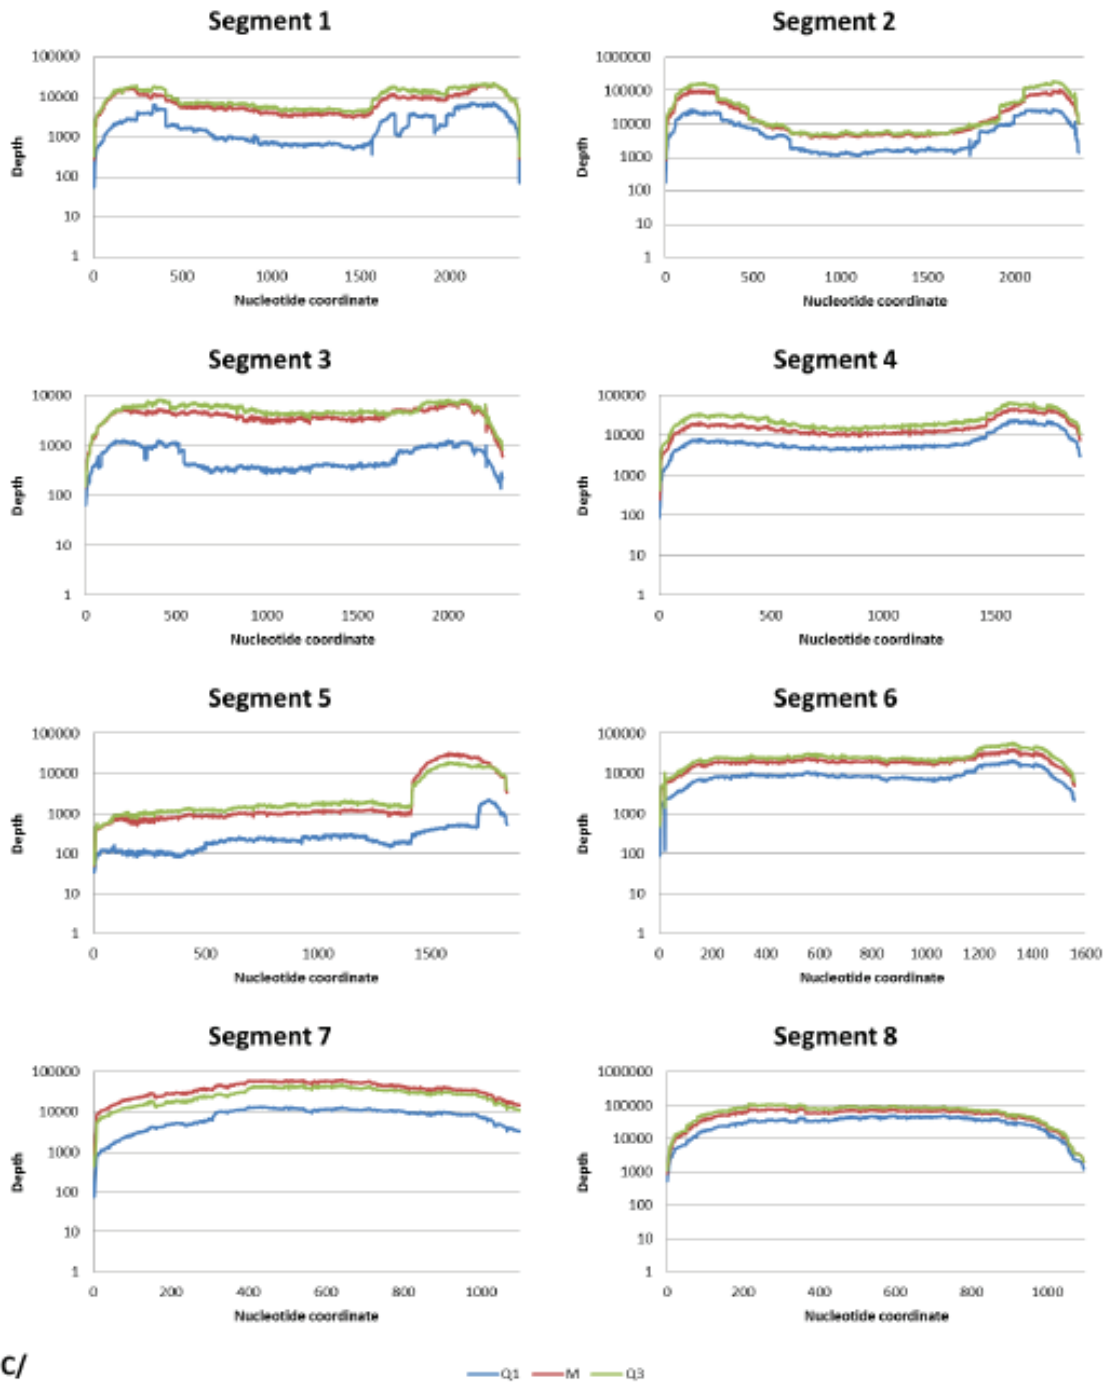 Segment 1
100000
10000
1000
100
10
1
Depth
0 500 1000 1500 2000
Nucleotide coordinate
Segment 2
1000000
100000
10000
1000
100
10
1
Depth
0 500 1000 1500 2000
Nucleotide coordinate
Segment 3
10000
1000
100
10
1
Depth
0 500 1000 1500 2000
Nucleotide coordinate
Segment 4
100000
10000
1000
100
10
1
Depth
0 500 1000 1500
Nucleotide coordinate
Segment 5
100000
10000
1000
100
10
1
Depth
0 500 1000 1500
Nucleotide coordinate
Segment 6
100000
10000
1000
100
10
1
Depth
0 200 400 600 800 1000 1200 1400 1600
Nucleotide coordinate
Segment 7
100000
10000
1000
100
10
1
Depth
0 200 400 600 800 1000
Nucleotide coordinate
Segment 8
1000000
100000
10000
1000
100
10
1
Depth
0 200 400 600 800 1000
Nucleotide coordinate
C/
Q1 M Q3